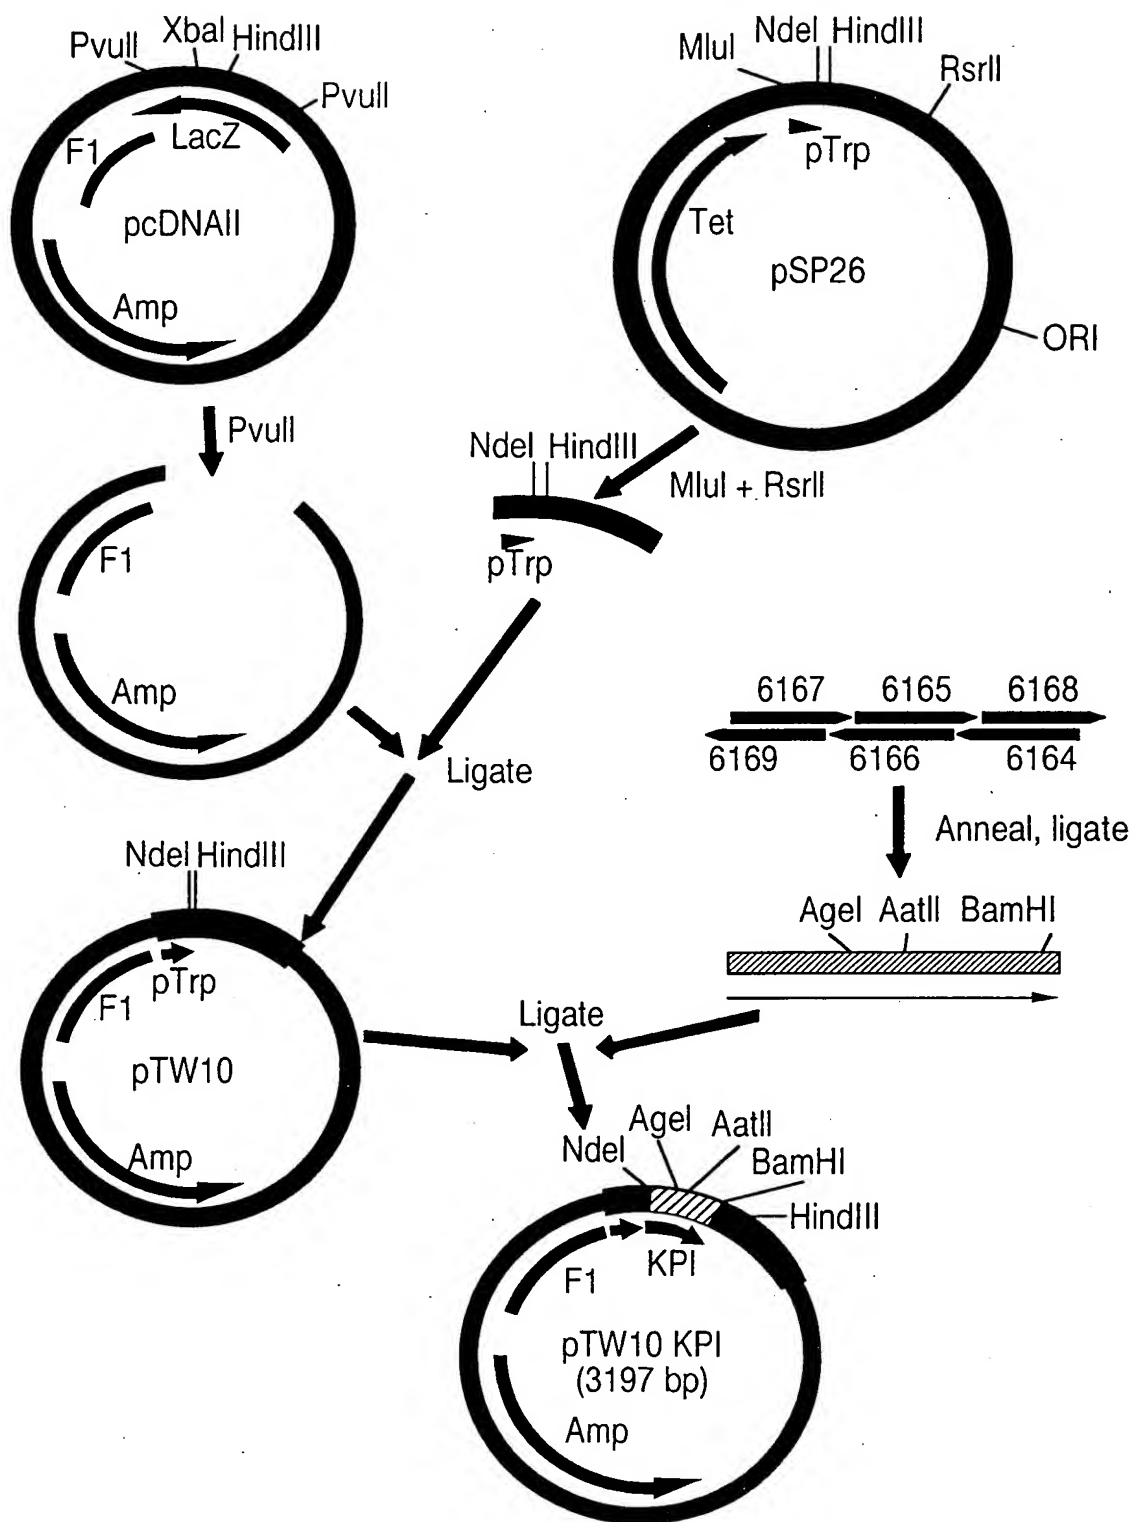 PvuII
XbaI
HindIII
PvuII
LacZ
F1
pcDNAII
Amp
MluI
NdeI
HindIII
RsrII
pTrp
Tet
pSP26
ORI
PvuII
NdeI
HindIII
MluI + RsrII
pTrp
F1
Amp
Ligate
6167
6165
6168
6169
6166
6164
Anneal, ligate
AgeI
AatII
BamHI
NdeI
HindIII
pTrp
F1
pTW10
Amp
Ligate
NdeI
AgeI
AatII
BamHI
HindIII
KPI
F1
pTW10 KPI
(3197 bp)
Amp